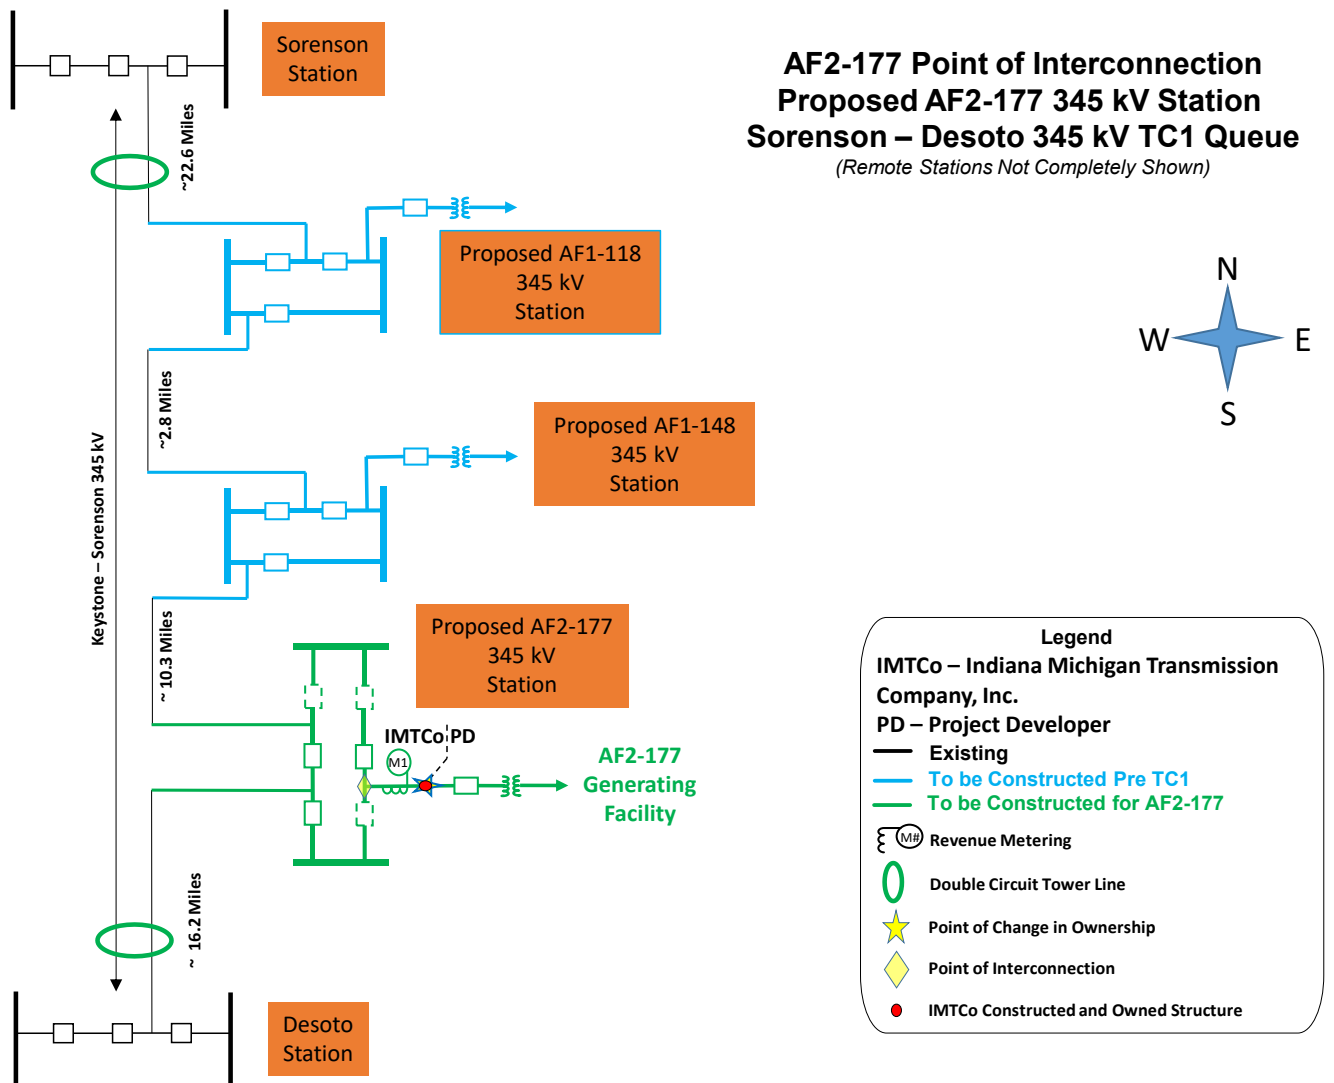 Sorenson
Station
AF2-177 Point of Interconnection
Proposed AF2-177 345 kV Station
Sorenson – Desoto 345 kV TC1 Queue
(Remote Stations Not Completely Shown)
~22.6 Miles
Proposed AF1-118
345 kV
Station
N
W
E
S
~2.8 Miles
Keystone – Sorenson 345 kV
Proposed AF1-148
345 kV
Station
~ 10.3 Miles
Proposed AF2-177
345 kV
Station
IMTCo PD
M1
AF2-177
Generating
Facility
~ 16.2 Miles
Desoto
Station
Legend
IMTCo – Indiana Michigan Transmission
Company, Inc.
PD – Project Developer
Existing
To be Constructed Pre TC1
To be Constructed for AF2-177
M# Revenue Metering
Double Circuit Tower Line
Point of Change in Ownership
Point of Interconnection
IMTCo Constructed and Owned Structure